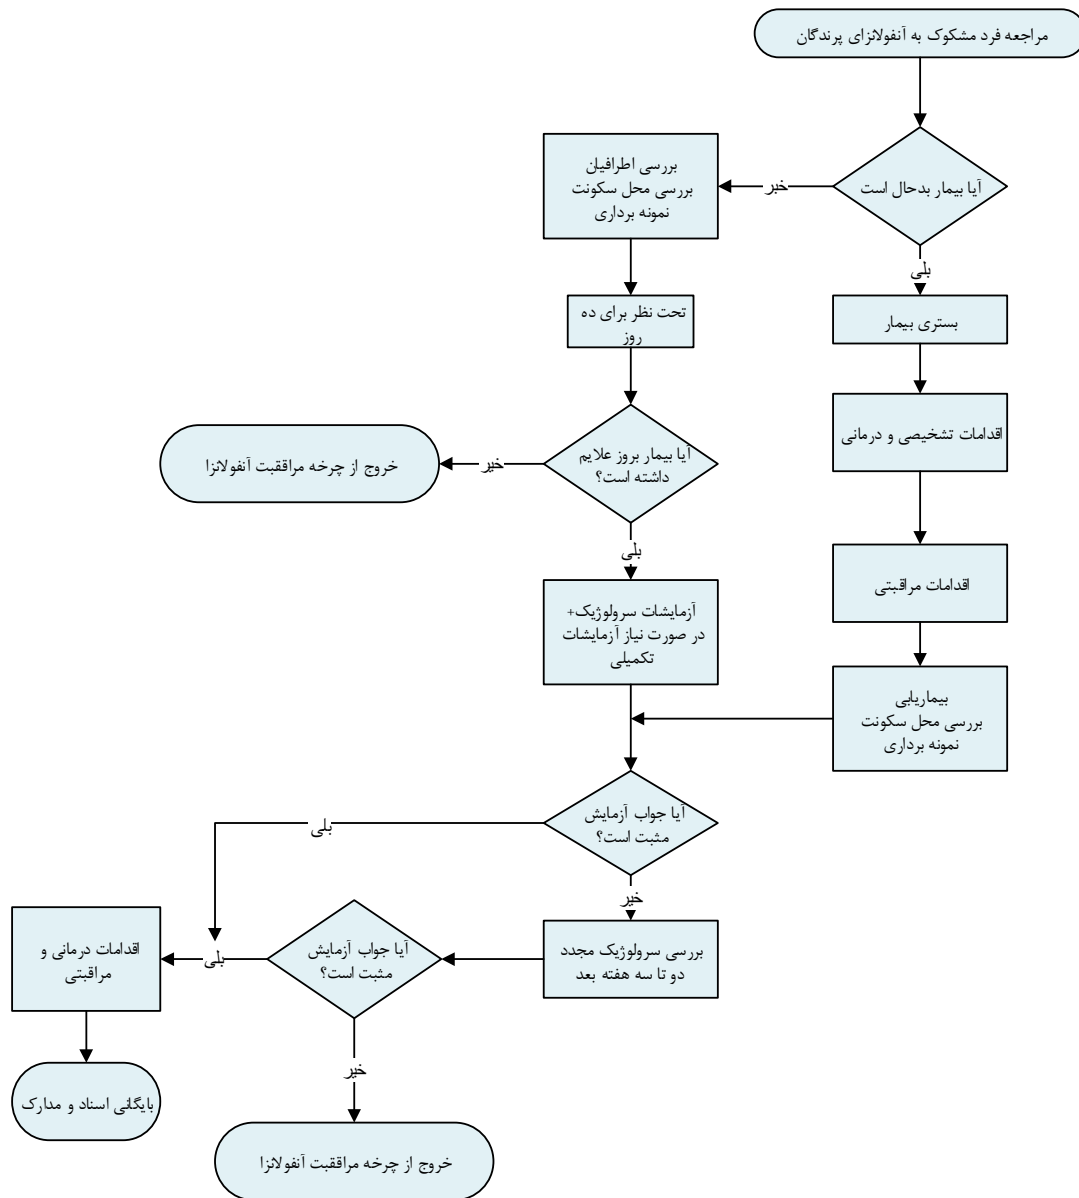 مراجعه فرد مشکوک به آنفولانزای پرندگان
آیا بیمار بدحال است
خیر
بررسی اطرافیان
بررسی محل سکونت
نمونه برداری
بلی
بستری بیمار
تحت نظر برای ده
روز
اقدامات تشخیصی و درمانی
آیا بیمار بروز علایم
داشته است؟
خیر
خروج از چرخه مراققبت آنفولانزا
بلی
اقدامات مراقبتی
آزمایشات سرولوژیک+
در صورت نیاز آزمایشات
تکمیلی
بیماریابی
بررسی محل سکونت
نمونه برداری
آیا جواب آزمایش
مثبت است؟
بلی
خیر
بررسی سرولوژیک مجدد
دو تا سه هفته بعد
آیا جواب آزمایش
مثبت است؟
بلی
اقدامات درمانی و
مراقبتی
خیر
بایگانی اسناد و مدارک
خروج از چرخه مراققبت آنفولانزا